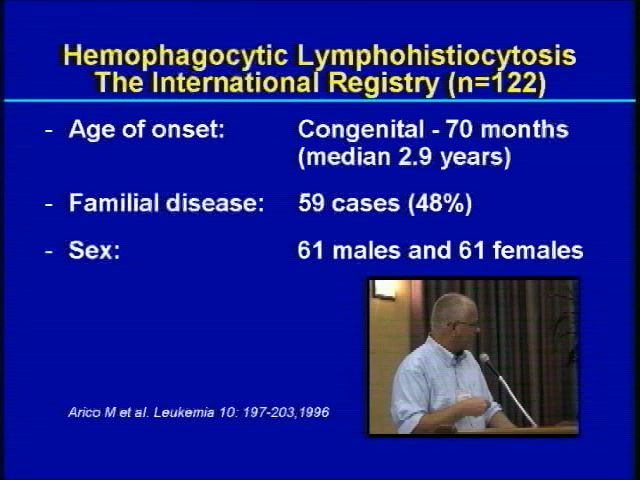 Hemophagocytic Lymphohistiocytosis
The International Registry (n=122)
- Age of onset: Congenital - 70 months
(median 2.9 years)
- Familial disease: 59 cases (48%)
- Sex: 61 males and 61 females
Arico M et al. Leukemia 10: 197-203,1996